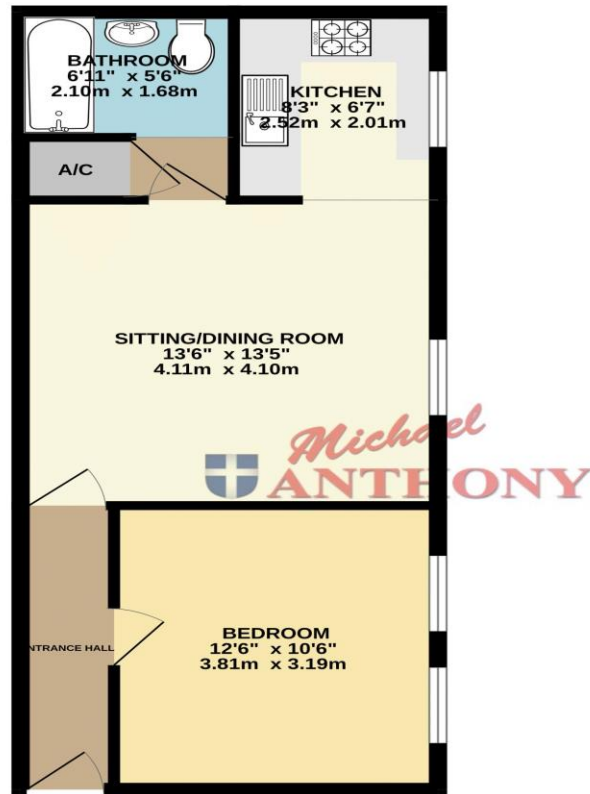 BATHROOM
6'11" x 5'6"
2.10m x 1.68m
KITCHEN
8'3" x 6'7"
2.52m x 2.01m
A/C
SITTING/DINING ROOM
13'6" x 13'5"
4.11m x 4.10m
Michael
ANTHONY
BEDROOM
12'6" x 10'6"
3.81m x 3.19m
NTRANCE HALL